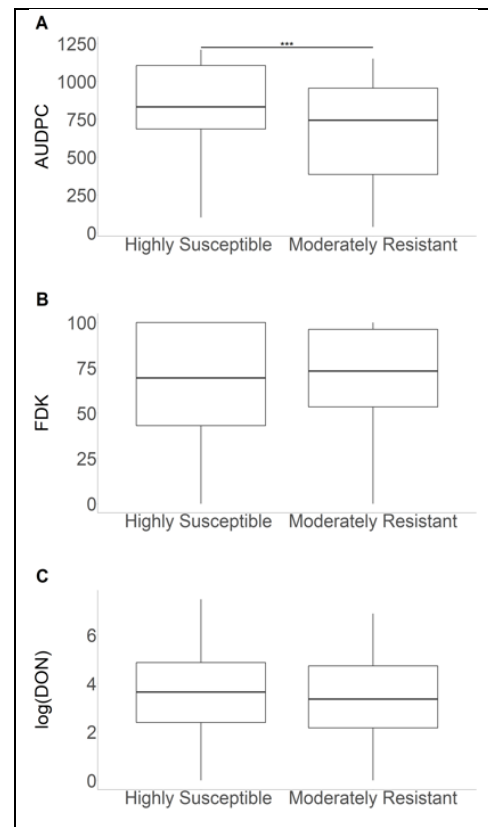 A
1250
1000
750
500
250
0
AUDPC
***
Highly Susceptible Moderately Resistant
B
100
75
50
25
0
FDK
Highly Susceptible Moderately Resistant
C
6
4
2
0
log(DON)
Highly Susceptible Moderately Resistant